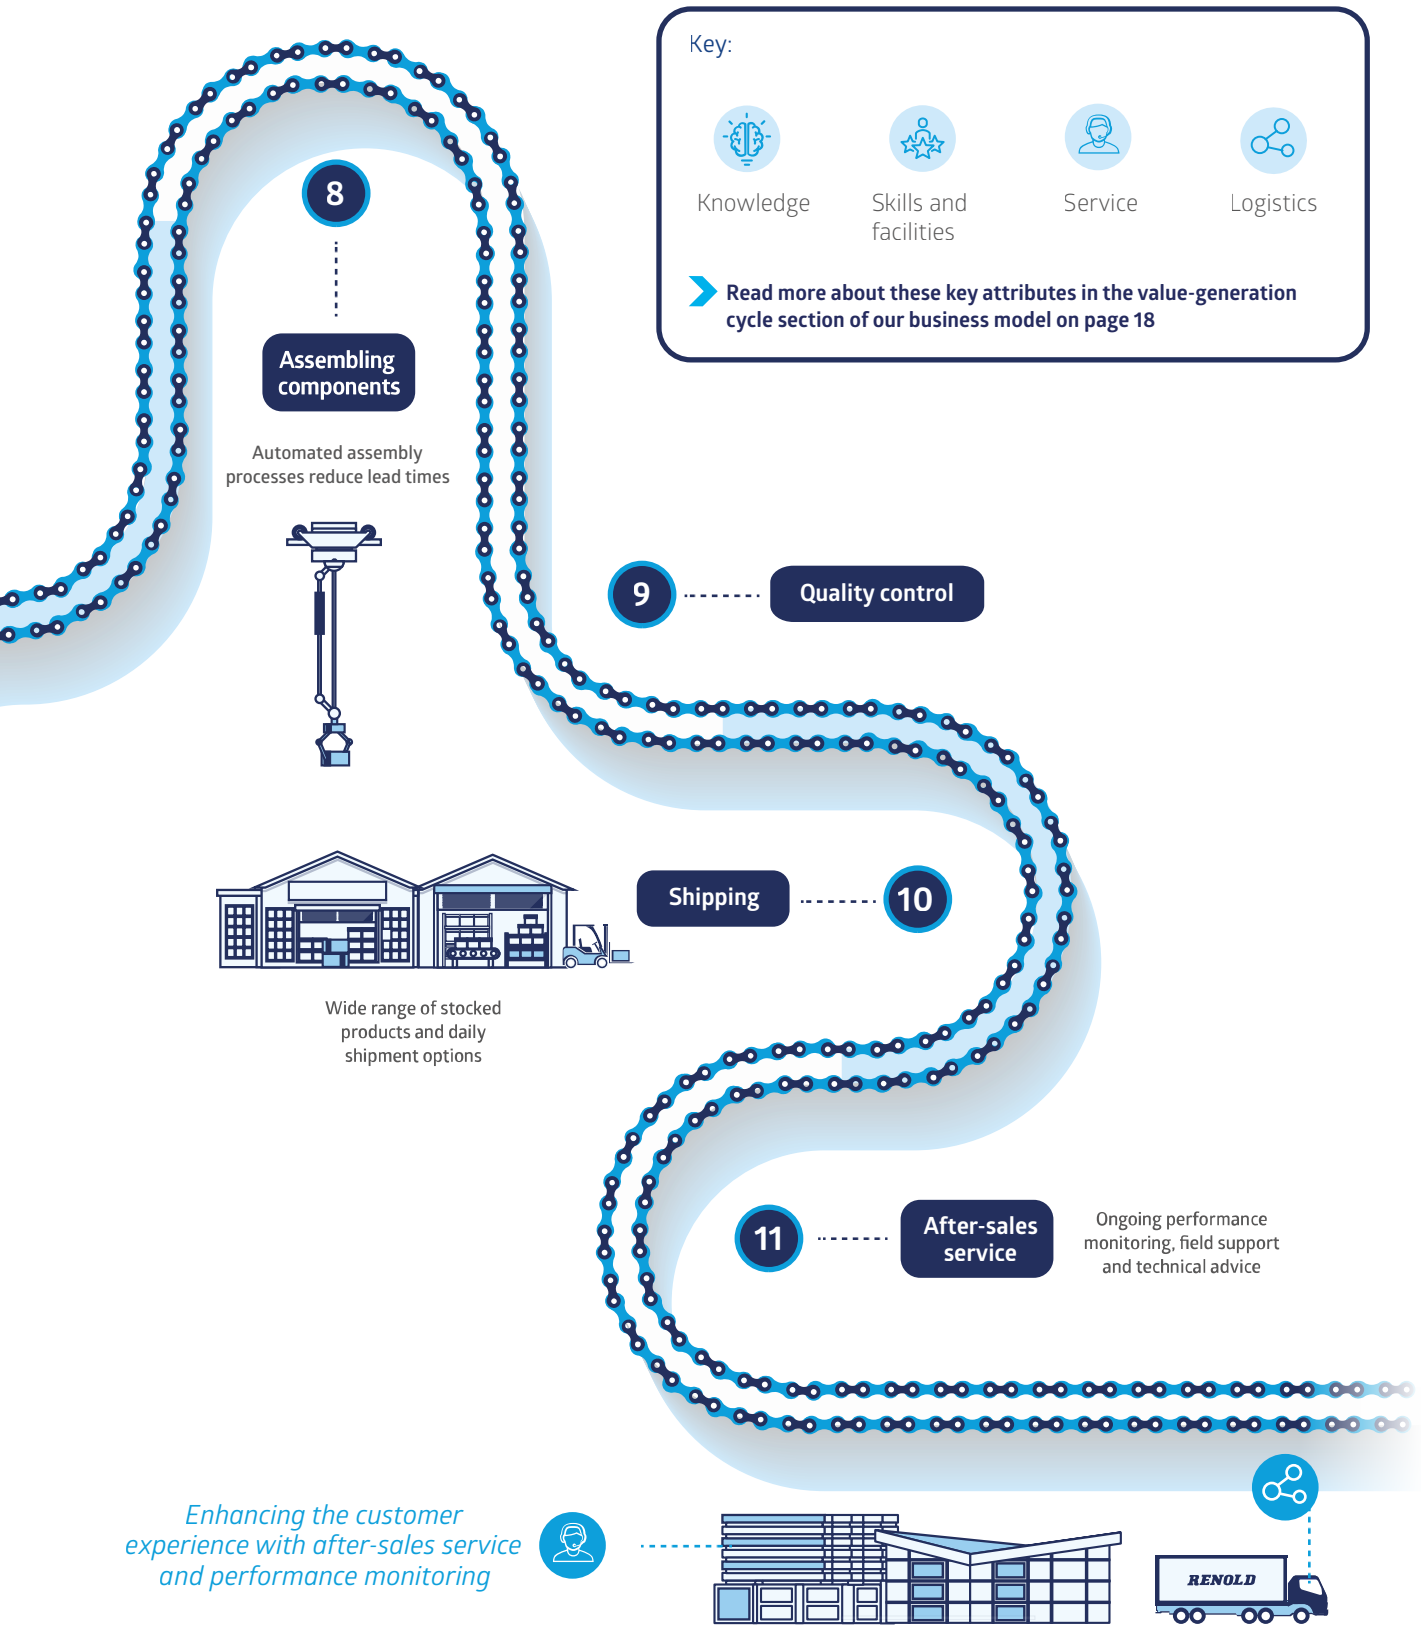 Key:
Knowledge
Skills and
facilities
Service
Logistics
Read more about these key attributes in the value-generation
cycle section of our business model on page 18
8
Assembling
components
Automated assembly
processes reduce lead times
9
Quality control
Shipping
10
Wide range of stocked
products and daily
shipment options
11
After-sales
service
Ongoing performance
monitoring, field support
and technical advice
Enhancing the customer
experience with after-sales service
and performance monitoring
RENOLD